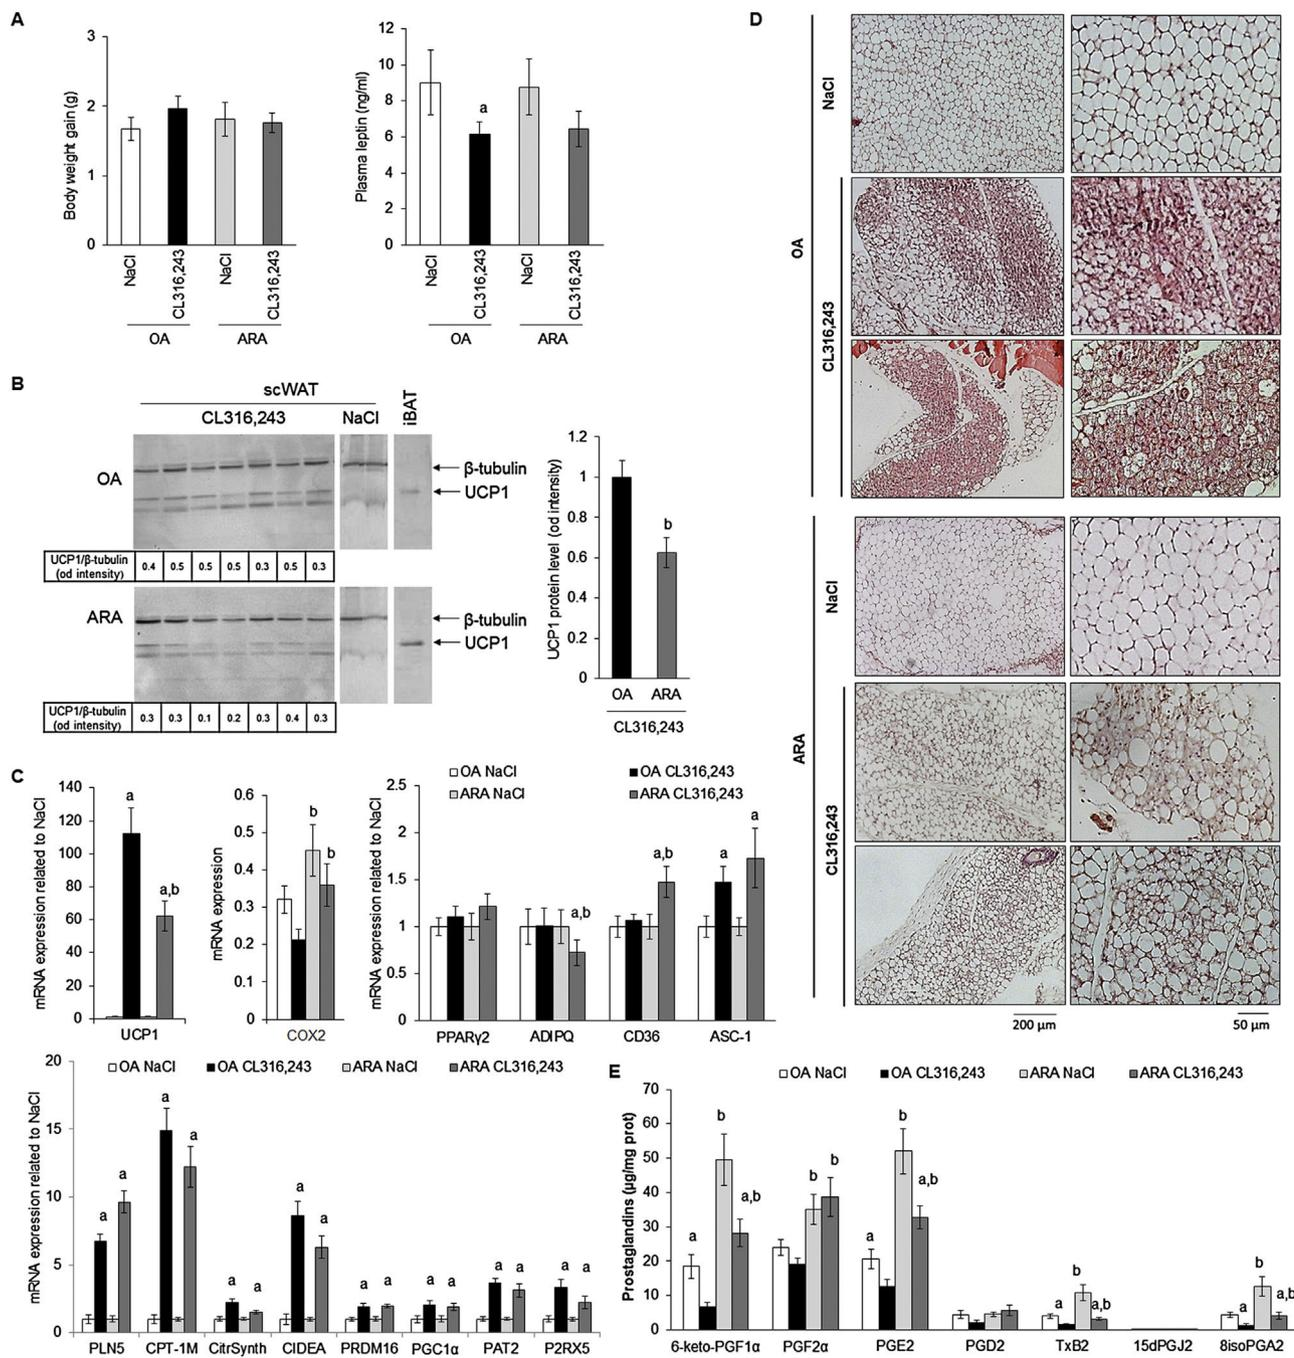 A
Body weight gain (g)
3
2
1
0
NaCl
CL316,243
NaCl
CL316,243
OA
ARA
Plasma leptin (ng/ml)
12
10
8
6
4
2
0
a
NaCl
CL316,243
NaCl
CL316,243
OA
ARA
B
scWAT
CL316,243
NaCl
iBAT
OA
β-tubulin
UCP1
UCP1/β-tubulin
(od intensity)
0.4 0.5 0.5 0.5 0.3 0.5 0.3
ARA
β-tubulin
UCP1
UCP1/β-tubulin
(od intensity)
0.3 0.3 0.1 0.2 0.3 0.4 0.3
UCP1 protein level (od intensity)
1.2
1
0.8
0.6
0.4
0.2
0
b
OA ARA
CL316,243
C
mRNA expression related to NaCl
140
120
100
80
60
40
20
0
a
a,b
UCP1
mRNA expression
0.6
0.5
0.4
0.3
0.2
0.1
0
b
b
COX2
OA NaCl OA CL316,243
ARA NaCl ARA CL316,243
mRNA expression related to NaCl
2.5
2
1.5
1
0.5
0
a,b
a,b
a
a
PPARγ2 ADIPQ CD36 ASC-1
OA NaCl OA CL316,243 ARA NaCl ARA CL316,243
mRNA expression related to NaCl
20
15
10
5
0
a a a a a a a a a a a a a a a a
PLN5 CPT-1M CitrSynth CIDEA PRDM16 PGC1α PAT2 P2RX5
D
NaCl
OA
CL316,243
NaCl
ARA
CL316,243
200 µm
50 µm
E
OA NaCl OA CL316,243 ARA NaCl ARA CL316,243
Prostaglandins (µg/mg prot)
70
60
50
40
30
20
10
0
a b a,b b b a b a,b a b a,b a b a,b
6-keto-PGF1α PGF2α PGE2 PGD2 TxB2 15dPGJ2 8isoPGA2